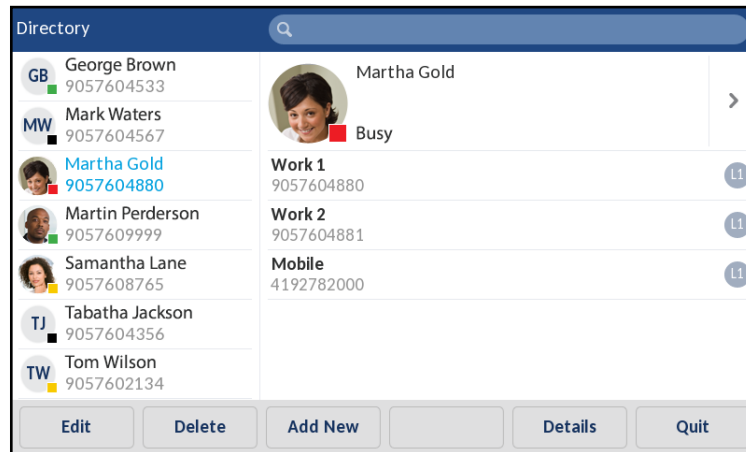 Directory
GB
George Brown
9057604533
MW
Mark Waters
9057604567
Martha Gold
9057604880
Martin Perderson
9057609999
Samantha Lane
9057608765
TJ
Tabatha Jackson
9057604356
TW
Tom Wilson
9057602134
Martha Gold
Busy
Work 1
9057604880
L1
Work 2
9057604881
L1
Mobile
4192782000
L1
Edit
Delete
Add New
Details
Quit